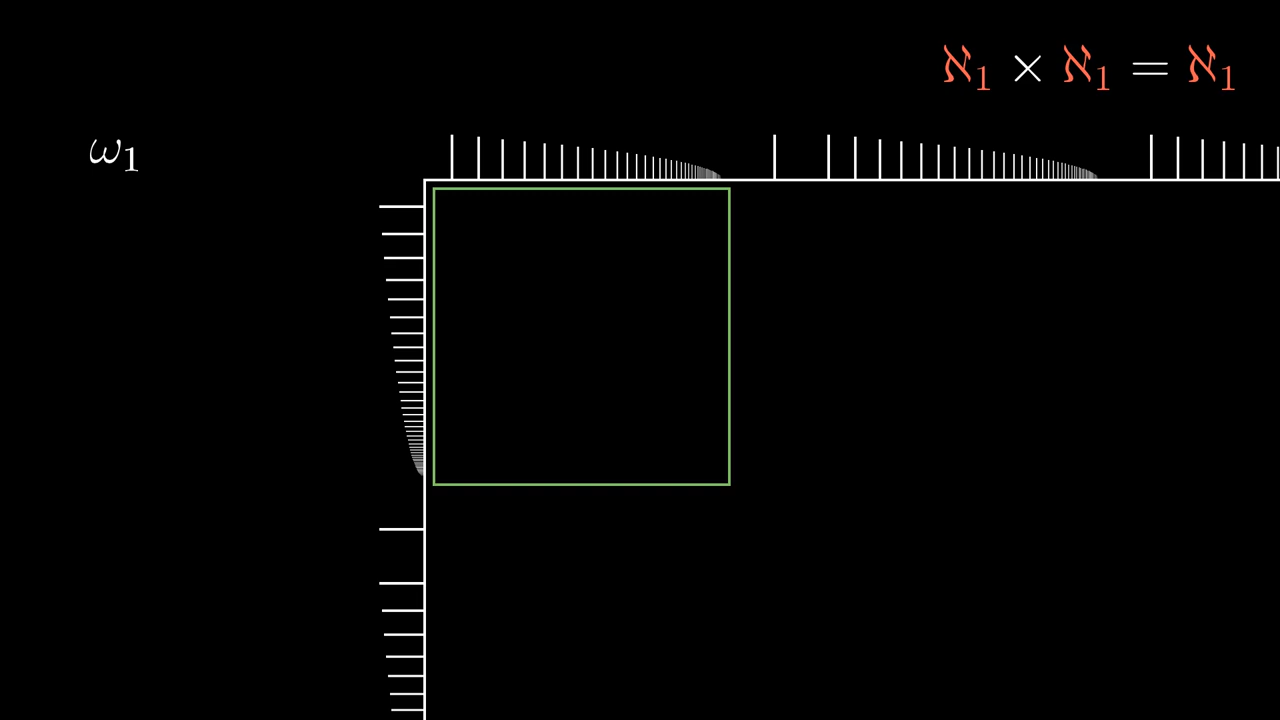 ℵ₁ × ℵ₁ = ℵ₁
ω₁